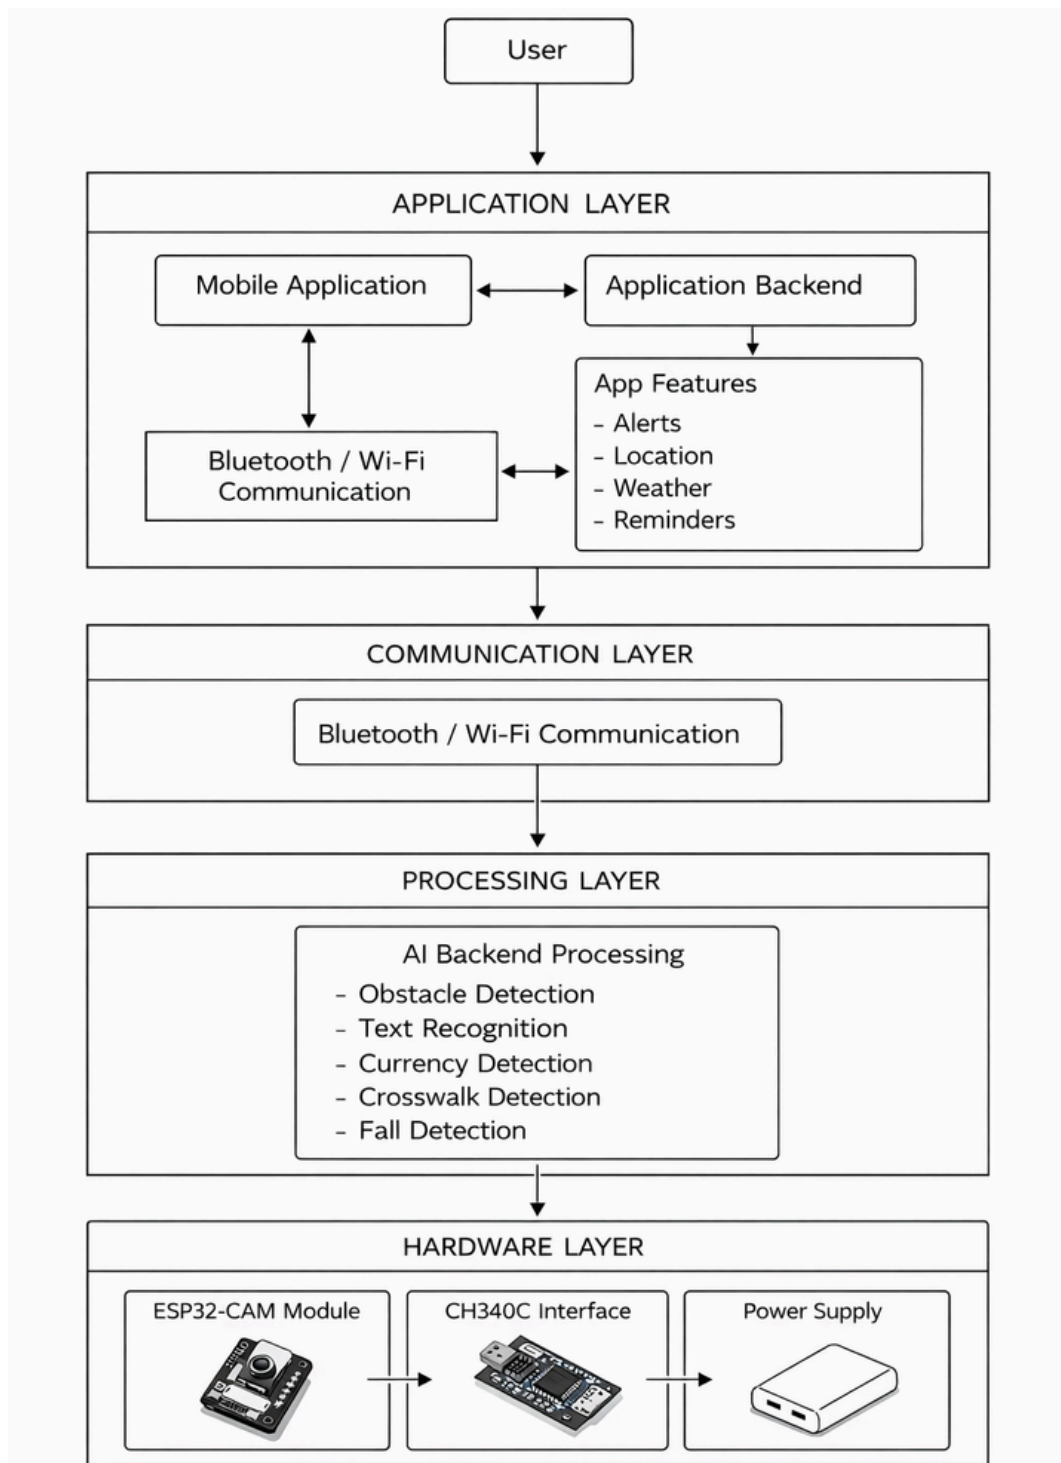 User
APPLICATION LAYER
Mobile Application
Application Backend
Bluetooth / Wi-Fi
Communication
App Features
- Alerts
- Location
- Weather
- Reminders
COMMUNICATION LAYER
Bluetooth / Wi-Fi Communication
PROCESSING LAYER
AI Backend Processing
- Obstacle Detection
- Text Recognition
- Currency Detection
- Crosswalk Detection
- Fall Detection
HARDWARE LAYER
ESP32-CAM Module
CH340C Interface
Power Supply